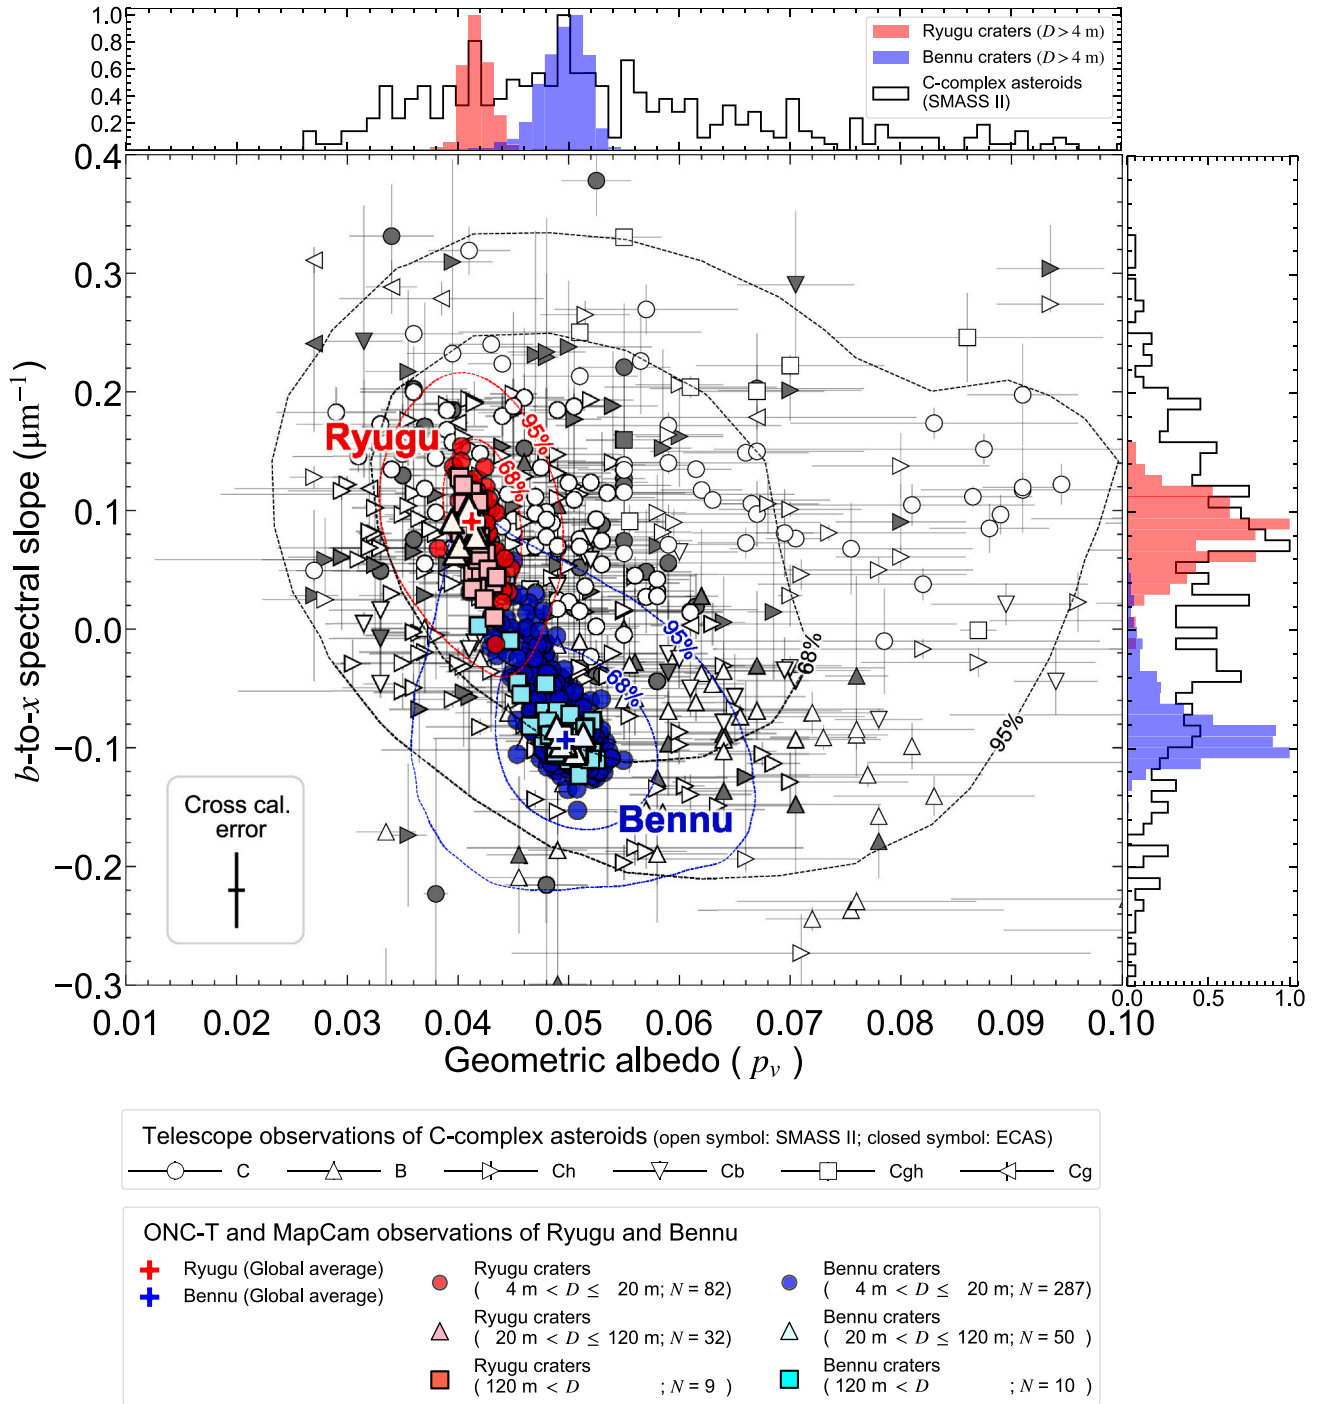 1.0
0.8
0.6
0.4
0.2
Ryugu craters (D > 4 m)
Bennu craters (D > 4 m)
C-complex asteroids
(SMASS II)
0.4
0.3
0.2
0.1
0.0
−0.1
−0.2
−0.3
b-to-x spectral slope (μm⁻¹)
Ryugu
95%
68%
95%
68%
68%
95%
Bennu
Cross cal.
error
0.0
0.5
1.0
0.01
0.02
0.03
0.04
0.05
0.06
0.07
0.08
0.09
0.10
Geometric albedo ( pᵥ )
Telescope observations of C-complex asteroids (open symbol: SMASS II; closed symbol: ECAS)
C
B
Ch
Cb
Cgh
Cg
ONC-T and MapCam observations of Ryugu and Bennu
Ryugu (Global average)
Bennu (Global average)
Ryugu craters
( 4 m < D ≤ 20 m; N = 82)
Ryugu craters
( 20 m < D ≤ 120 m; N = 32)
Ryugu craters
(120 m < D ; N = 9 )
Bennu craters
( 4 m < D ≤ 20 m; N = 287)
Bennu craters
( 20 m < D ≤ 120 m; N = 50 )
Bennu craters
(120 m < D ; N = 10 )